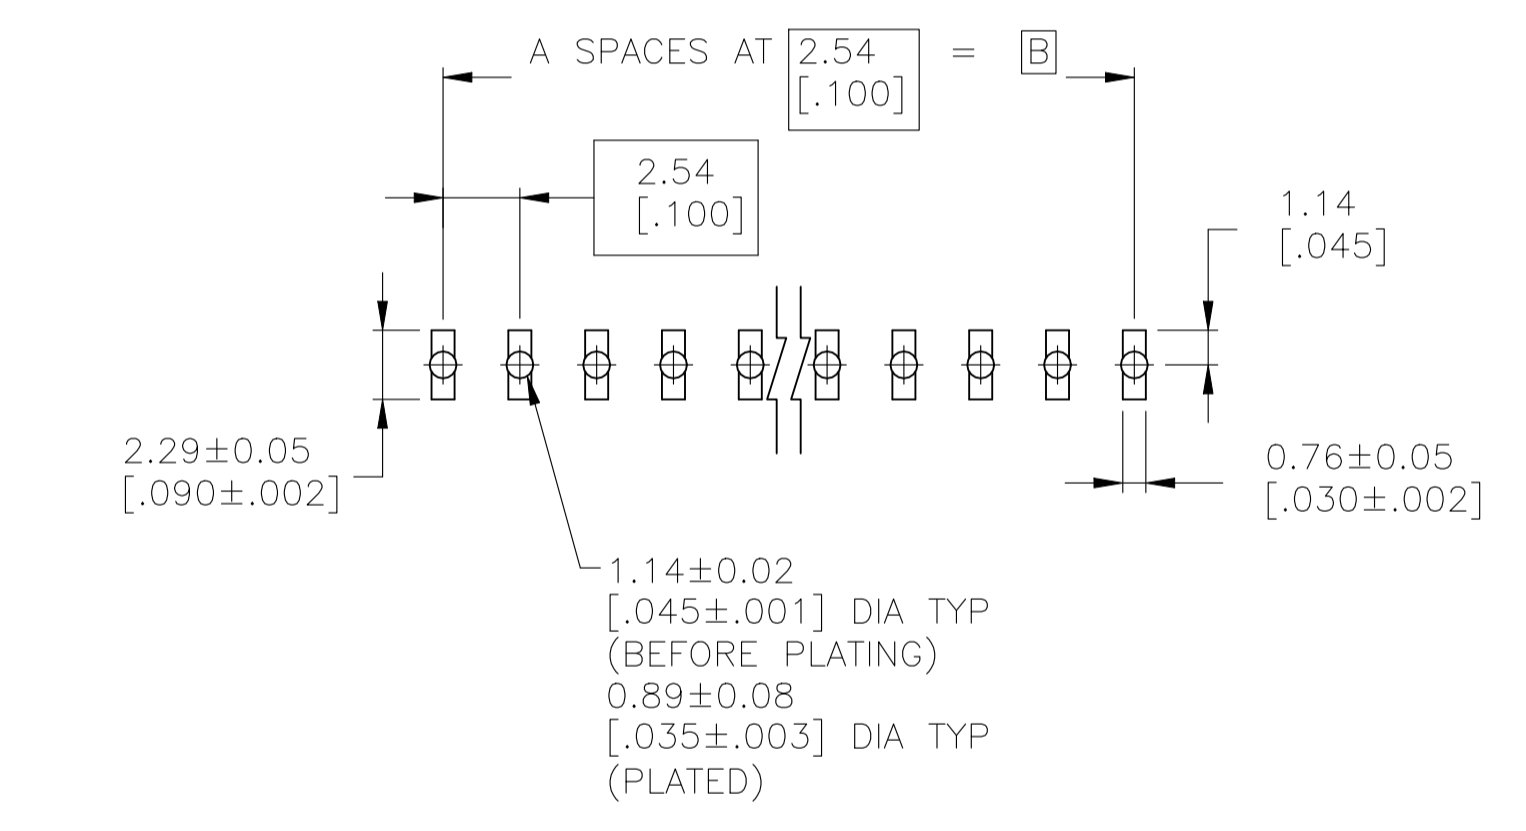 A SPACES AT 2.54 = B
[.100]
2.54
[.100]
1.14
[.045]
2.29±0.05
[.090±.002]
0.76±0.05
[.030±.002]
1.14±0.02
[.045±.001] DIA TYP
(BEFORE PLATING)
0.89±0.08
[.035±.003] DIA TYP
(PLATED)